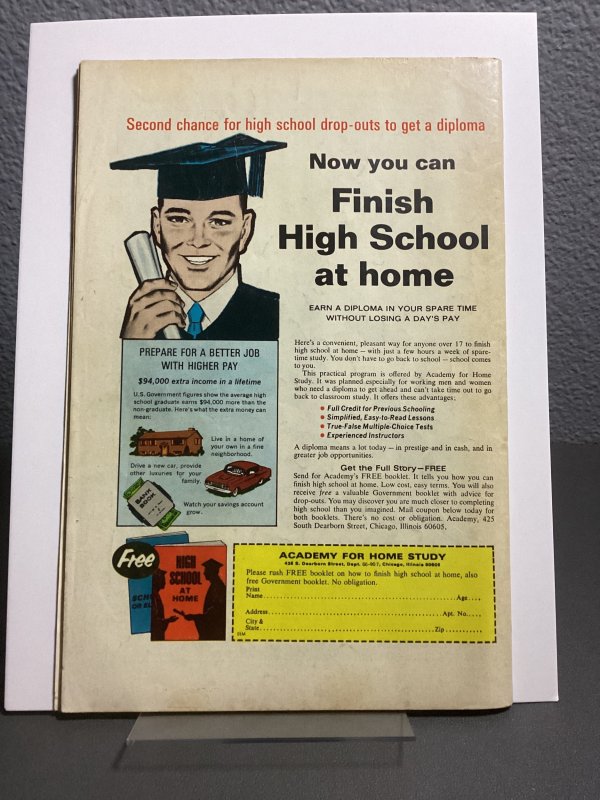 Second chance for high school drop-outs to get a diploma
Now you can
Finish
High School
at home
EARN A DIPLOMA IN YOUR SPARE TIME
WITHOUT LOSING A DAY'S PAY
PREPARE FOR A BETTER JOB
WITH HIGHER PAY
$94,000 extra income in a lifetime
U.S. Government figures show the average high
school graduate earns $94,000 more than the
non-graduate. Here's what the extra money can
mean:
Live in a home of
your own in a fine
neighborhood.
Drive a new car, provide
other luxuries for your
family.
BANK
BOOK
Watch your savings account
grow.
Here's a convenient, pleasant way for anyone over 17 to finish
high school at home – with just a few hours a week of spare-
time study. You don't have to go back to school – school comes
to you.
This practical program is offered by Academy for Home
Study. It was planned especially for working men and women
who need a diploma to get ahead and can't take time out to go
back to classroom study. It offers these advantages:
• Full Credit for Previous Schooling
• Simplified, Easy-to-Read Lessons
• True-False Multiple-Choice Tests
• Experienced Instructors
A diploma means a lot today – in prestige and in cash, and in
greater job opportunities.
Get the Full Story—FREE
Send for Academy's FREE booklet. It tells you how you can
finish high school at home. Low cost, easy terms. You will also
receive free a valuable Government booklet with advice for
drop-outs. You may discover you are much closer to completing
high school than you imagined. Mail coupon below today for
both booklets. There's no cost or obligation. Academy, 425
South Dearborn Street, Chicago, Illinois 60605.
Free
HIGH
SCHOOL
AT
HOME
ACADEMY FOR HOME STUDY
Dearborn Street, Dept. Chicago, Illinois 60605
Please rush FREE booklet on how to finish high school at home, also
free Government booklet. No obligation.
Print
Name Age
Address Apt. No.
City &
State Zip